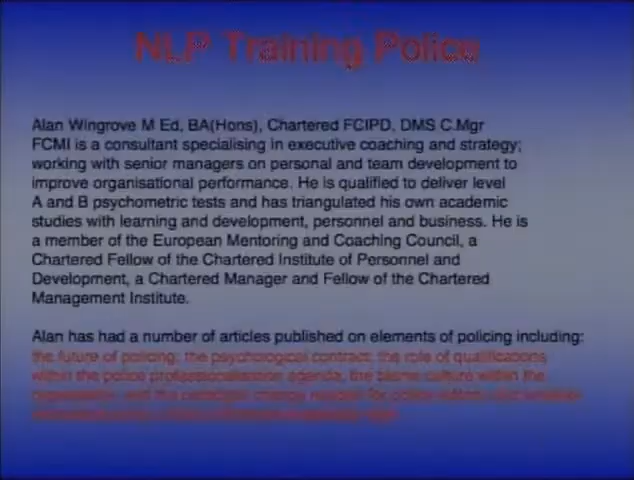 NLP Training Police
Alan Wingrove M Ed, BA(Hons), Chartered FCIPD, DMS C.Mgr
FCMI is a consultant specialising in executive coaching and strategy;
working with senior managers on personal and team development to
improve organisational performance. He is qualified to deliver level
A and B psychometric tests and has triangulated his own academic
studies with learning and development, personnel and business. He is
a member of the European Mentoring and Coaching Council, a
Chartered Fellow of the Chartered Institute of Personnel and
Development, a Chartered Manager and Fellow of the Chartered
Management Institute.
Alan has had a number of articles published on elements of policing including:
the future of policing; the psychological contract; the role of qualifications
within the police professionalisation agenda, the blame culture within the